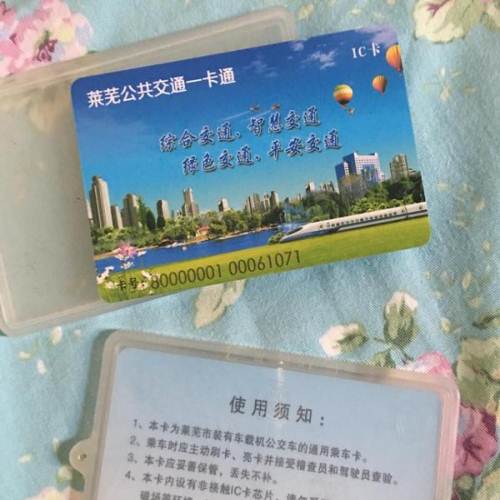 IC卡
莱芜公共交通一卡通
综合交通、智慧交通
绿色交通、平安交通
卡号:80000001 00061071
使用须知:
1、本卡为莱芜市装有车载机公交车的通用乘车卡。
2、乘车时应主动刷卡、亮卡并接受稽查员和驾驶员查验。
3、本卡应妥善保管,丢失不补。
4、本卡内设有非接触IC卡芯片,请勿